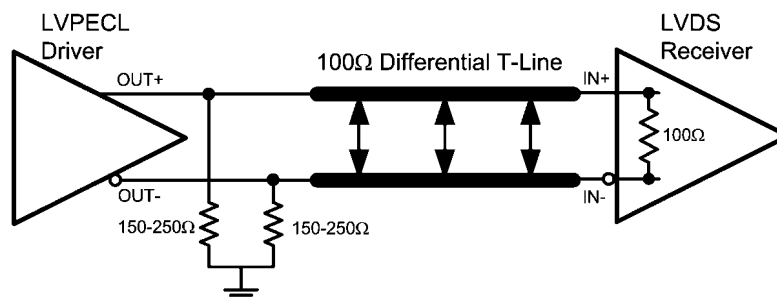 LVPECL
Driver
OUT+
OUT-
150-250Ω
150-250Ω
100Ω Differential T-Line
LVDS
Receiver
IN+
IN-
100Ω